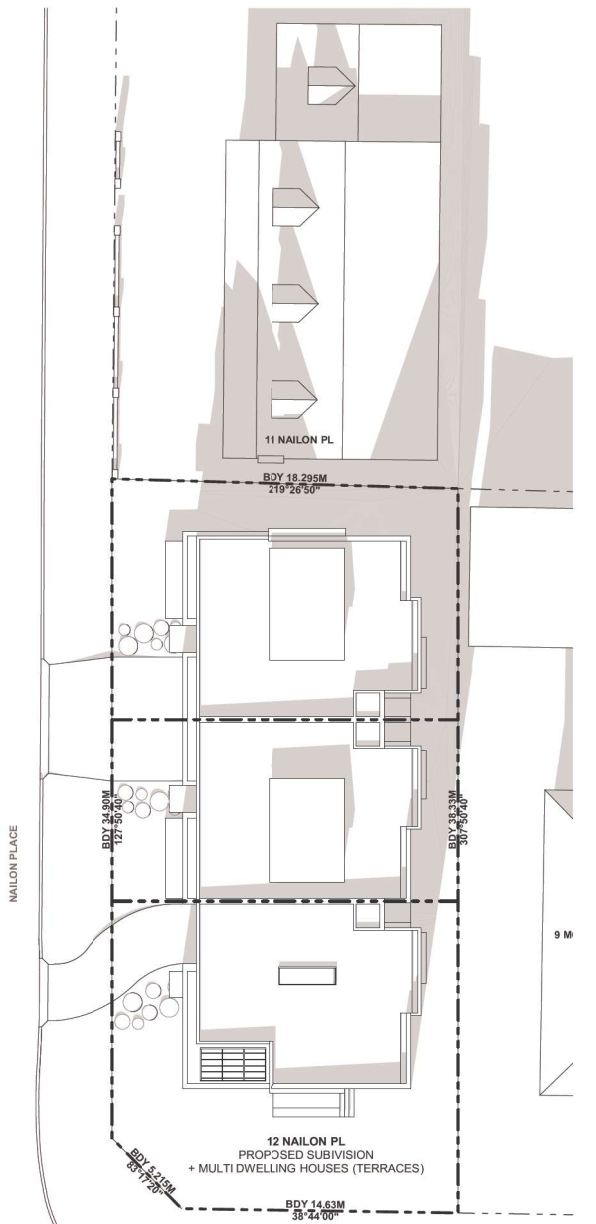 11 NAILON PL
BDY 18.295M
219°26'50"
BDY 34.90M
127°50'40"
BDY 38.33M
307°50'40"
NAILON PLACE
9 M
12 NAILON PL
PROPOSED SUBIVISION
+ MULTI DWELLING HOUSES (TERRACES)
BDY 5.215M
83°17'20"
BDY 14.63M
38°44'00"